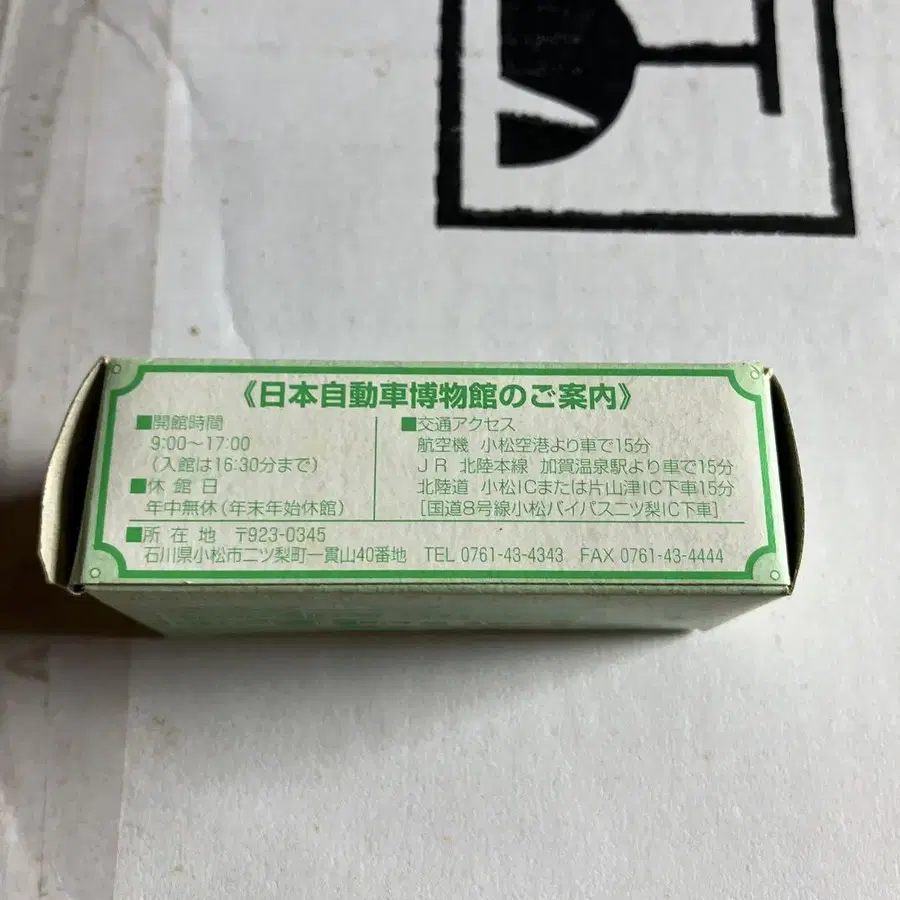 《日本自動車博物館のご案内》
■開館時間
9:00～17:00
(入館は16:30分まで)
■休館日
年中無休(年末年始休館)
■交通アクセス
航空機 小松空港より車で15分
JR 北陸本線 加賀温泉駅より車で15分
北陸道 小松ICまたは片山津IC下車15分
[国道8号線小松バイパス二ツ梨IC下車]
■所在地 〒923-0345
石川県小松市二ツ梨町一貫山40番地 TEL 0761-43-4343 FAX 0761-43-4444